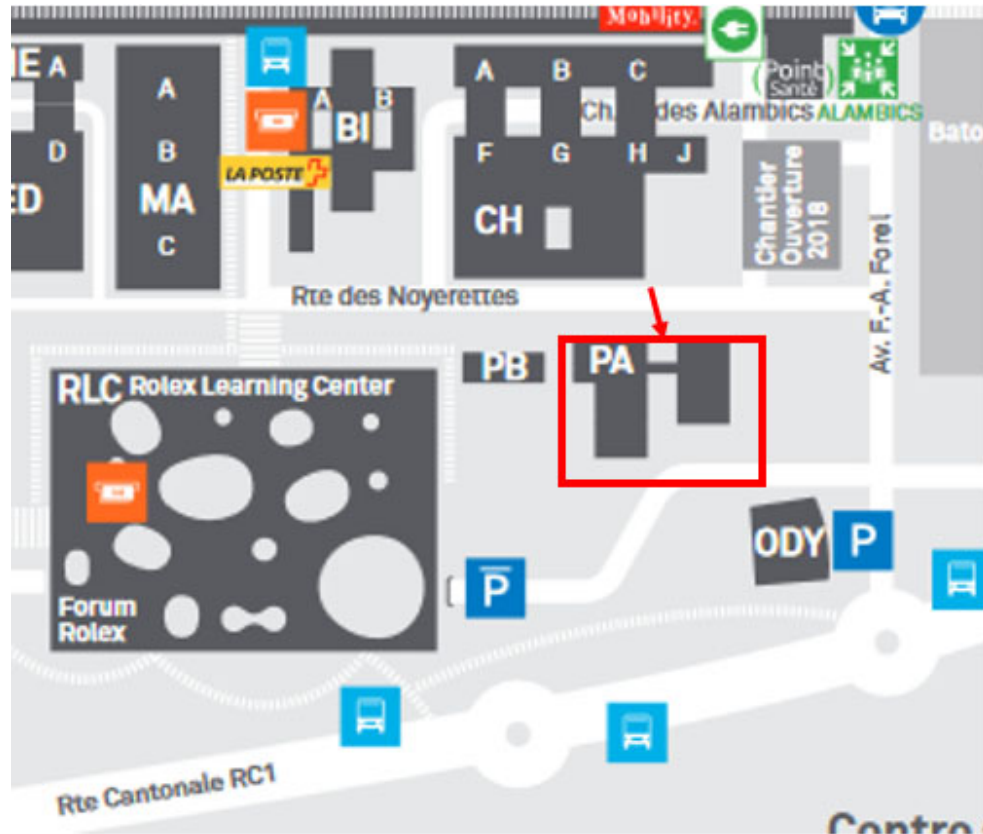 Mobility.
IE A
A
A
B
A
B
C
(Point
Santé)
BI
Ch. des Alambics
ALAMBICS
D
B
F
G
H
J
Bato
LA POSTE
ED
MA
CH
C
Chantier
Ouverture
2018
Rte des Noyerettes
Av. F.-A. Forel
PB
PA
RLC Rolex Learning Center
ODY
P
P
Forum
Rolex
Rte Cantonale RC1
Centre